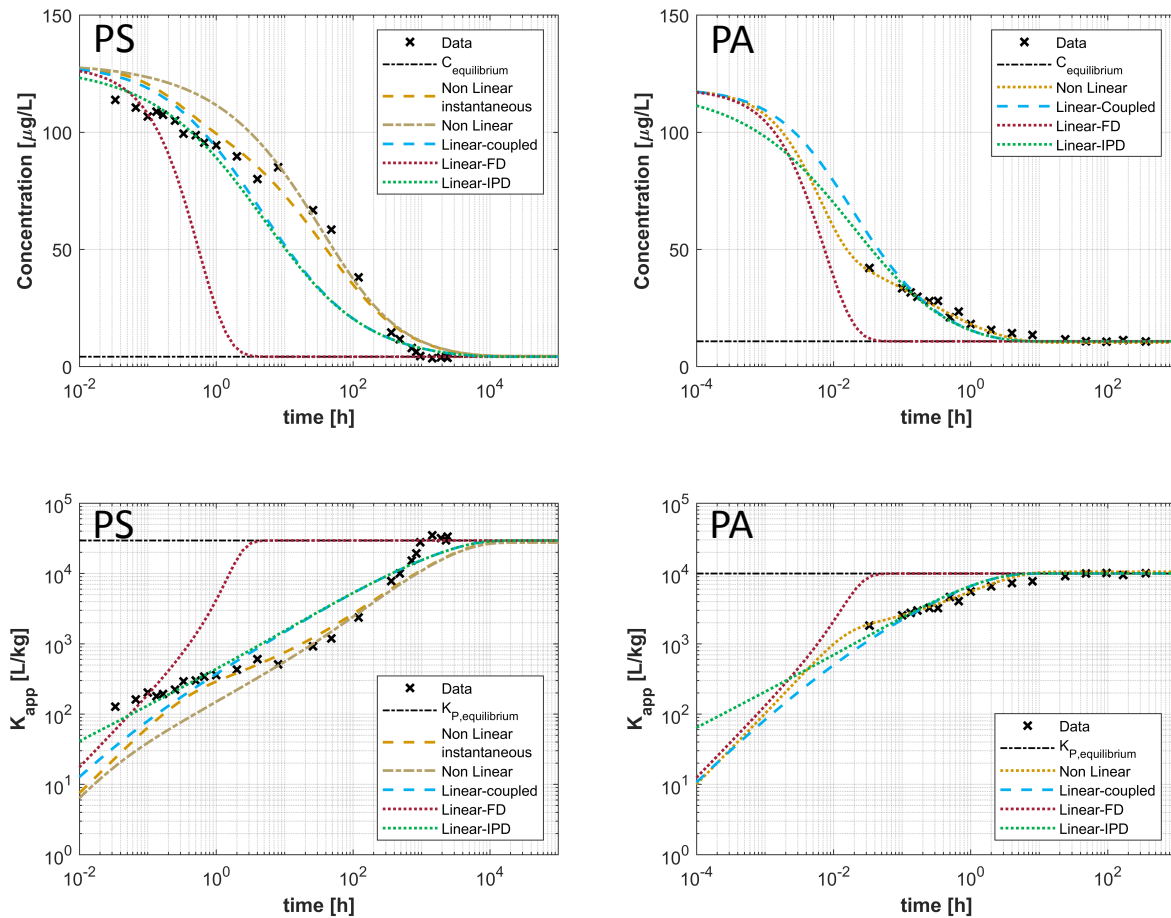 PS
Concentration [μg/L]
150
100
50
0
Data
C_equilibrium
Non Linear
instantaneous
Non Linear
Linear-coupled
Linear-FD
Linear-IPD
10^-2 10^0 10^2 10^4
time [h]
PA
Concentration [μg/L]
150
100
50
0
Data
C_equilibrium
Non Linear
Linear-Coupled
Linear-FD
Linear-IPD
10^-4 10^-2 10^0 10^2
time [h]
PS
K_app [L/kg]
10^5
10^4
10^3
10^2
10^1
10^0
Data
K_P,equilibrium
Non Linear
instantaneous
Non Linear
Linear-coupled
Linear-FD
Linear-IPD
10^-2 10^0 10^2 10^4
time [h]
PA
K_app [L/kg]
10^5
10^4
10^3
10^2
10^1
10^0
Data
K_P,equilibrium
Non Linear
Linear-coupled
Linear-FD
Linear-IPD
10^-4 10^-2 10^0 10^2
time [h]